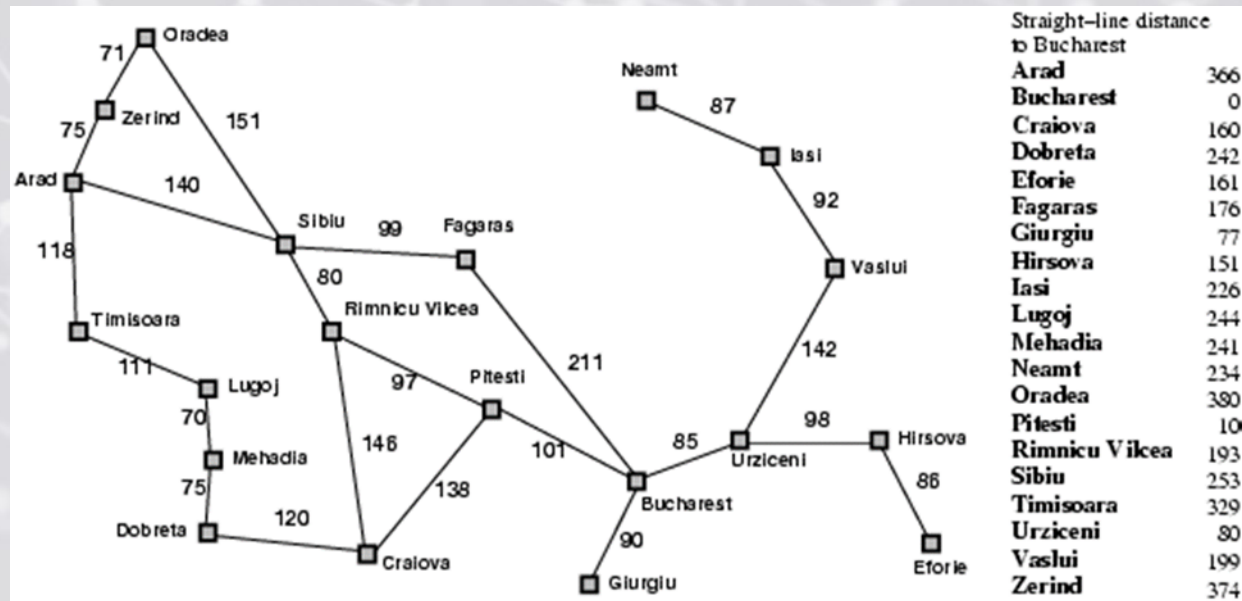 Oradea
71
Neamt
87
Zerind
151
75
Iasi
Arad
140
92
Sibiu
99
Fagaras
118
80
Vaslui
Timisoara
Rimnicu Vilcea
111
211
142
Lugoj
97
Pitesti
70
98
Hirsova
146
101
85
Urziceni
Mehadia
86
75
138
Bucharest
120
Dobreta
90
Craiova
Eforie
Giurgiu
Straight-line distance
to Bucharest
Arad 366
Bucharest 0
Craiova 160
Dobreta 242
Eforie 161
Fagaras 176
Giurgiu 77
Hirsova 151
Iasi 226
Lugoj 244
Mehadia 241
Neamt 234
Oradea 380
Pitesti 10
Rimnicu Vilcea 193
Sibiu 253
Timisoara 329
Urziceni 80
Vaslui 199
Zerind 374